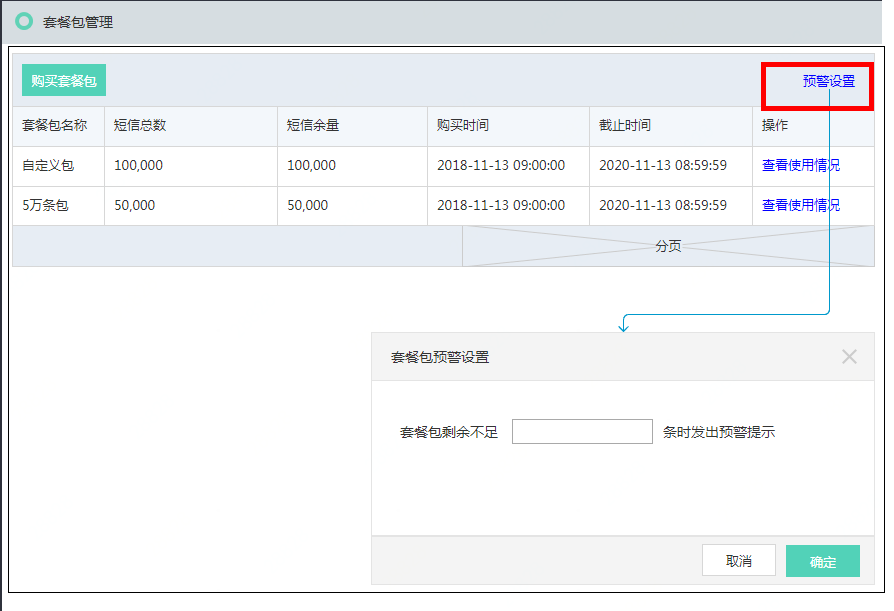 套餐包管理
购买套餐包 预警设置
套餐包名称 短信总数 短信余量 购买时间 截止时间 操作
自定义包 100,000 100,000 2018-11-13 09:00:00 2020-11-13 08:59:59 查看使用情况
5万条包 50,000 50,000 2018-11-13 09:00:00 2020-11-13 08:59:59 查看使用情况
分页
套餐包预警设置
套餐包剩余不足 条时发出预警提示
取消 确定